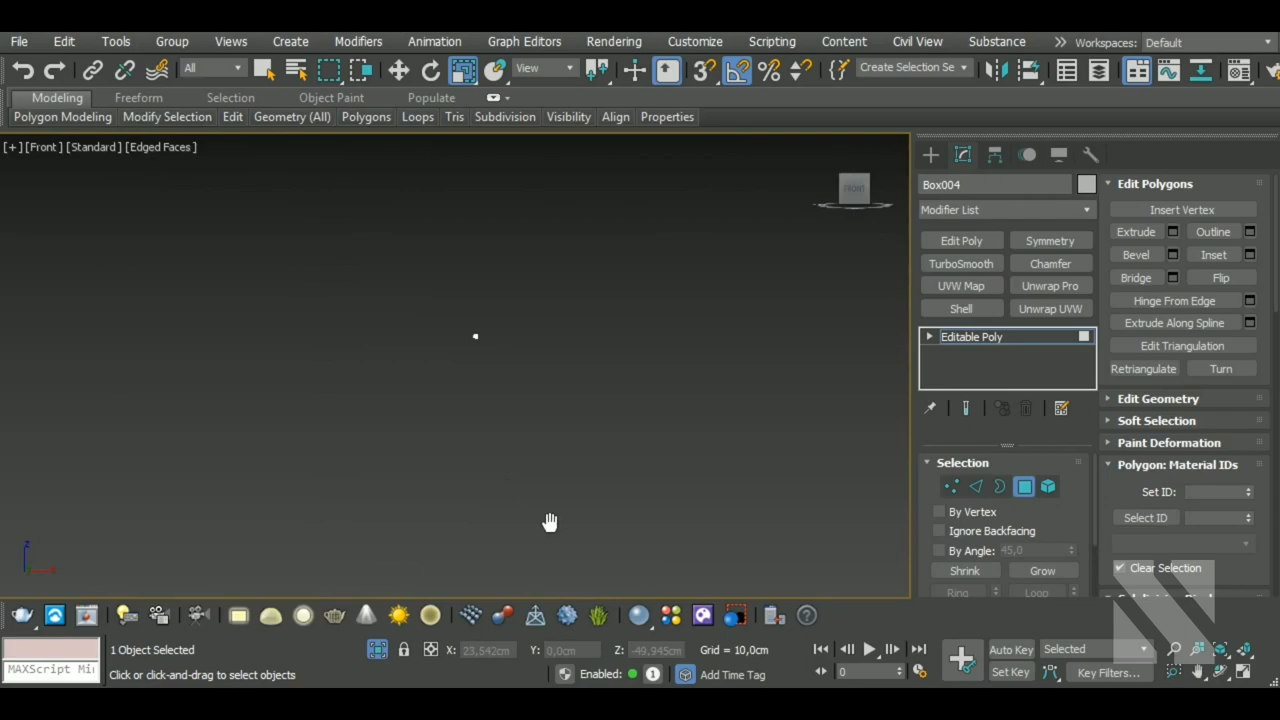 File Edit Tools Group Views Create Modifiers Animation Graph Editors Rendering Customize Scripting Content Civil View Substance Workspaces: Default
All View Create Selection Se
Modeling Freeform Selection Object Paint Populate
Polygon Modeling Modify Selection Edit Geometry (All) Polygons Loops Tris Subdivision Visibility Align Properties
[+] [Front] [Standard] [Edged Faces]
FRONT
Box004
Modifier List
Edit Poly Symmetry
TurboSmooth Chamfer
UVW Map Unwrap Pro
Shell Unwrap UVW
Editable Poly
Selection
By Vertex
Ignore Backfacing
By Angle: 45,0
Shrink Grow
Ring Loop
Edit Polygons
Insert Vertex
Extrude Outline
Bevel Inset
Bridge Flip
Hinge From Edge
Extrude Along Spline
Edit Triangulation
Retriangulate Turn
Edit Geometry
Soft Selection
Paint Deformation
Polygon: Material IDs
Set ID:
Select ID
Clear Selection
z
MAXScript Mi
1 Object Selected
Click or click-and-drag to select objects
X: 23,542cm Y: 0,0cm Z: -49,945cm Grid = 10,0cm
Enabled: 1 Add Time Tag
0
Auto Key Selected
Set Key Key Filters...